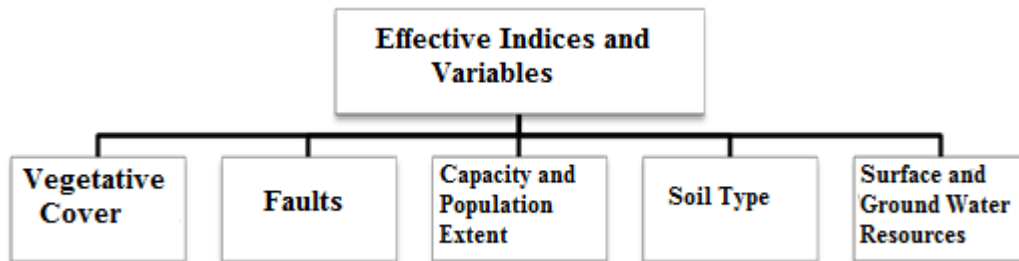 Effective Indices and
Variables
Vegetative
Cover
Faults
Capacity and
Population
Extent
Soil Type
Surface and
Ground Water
Resources